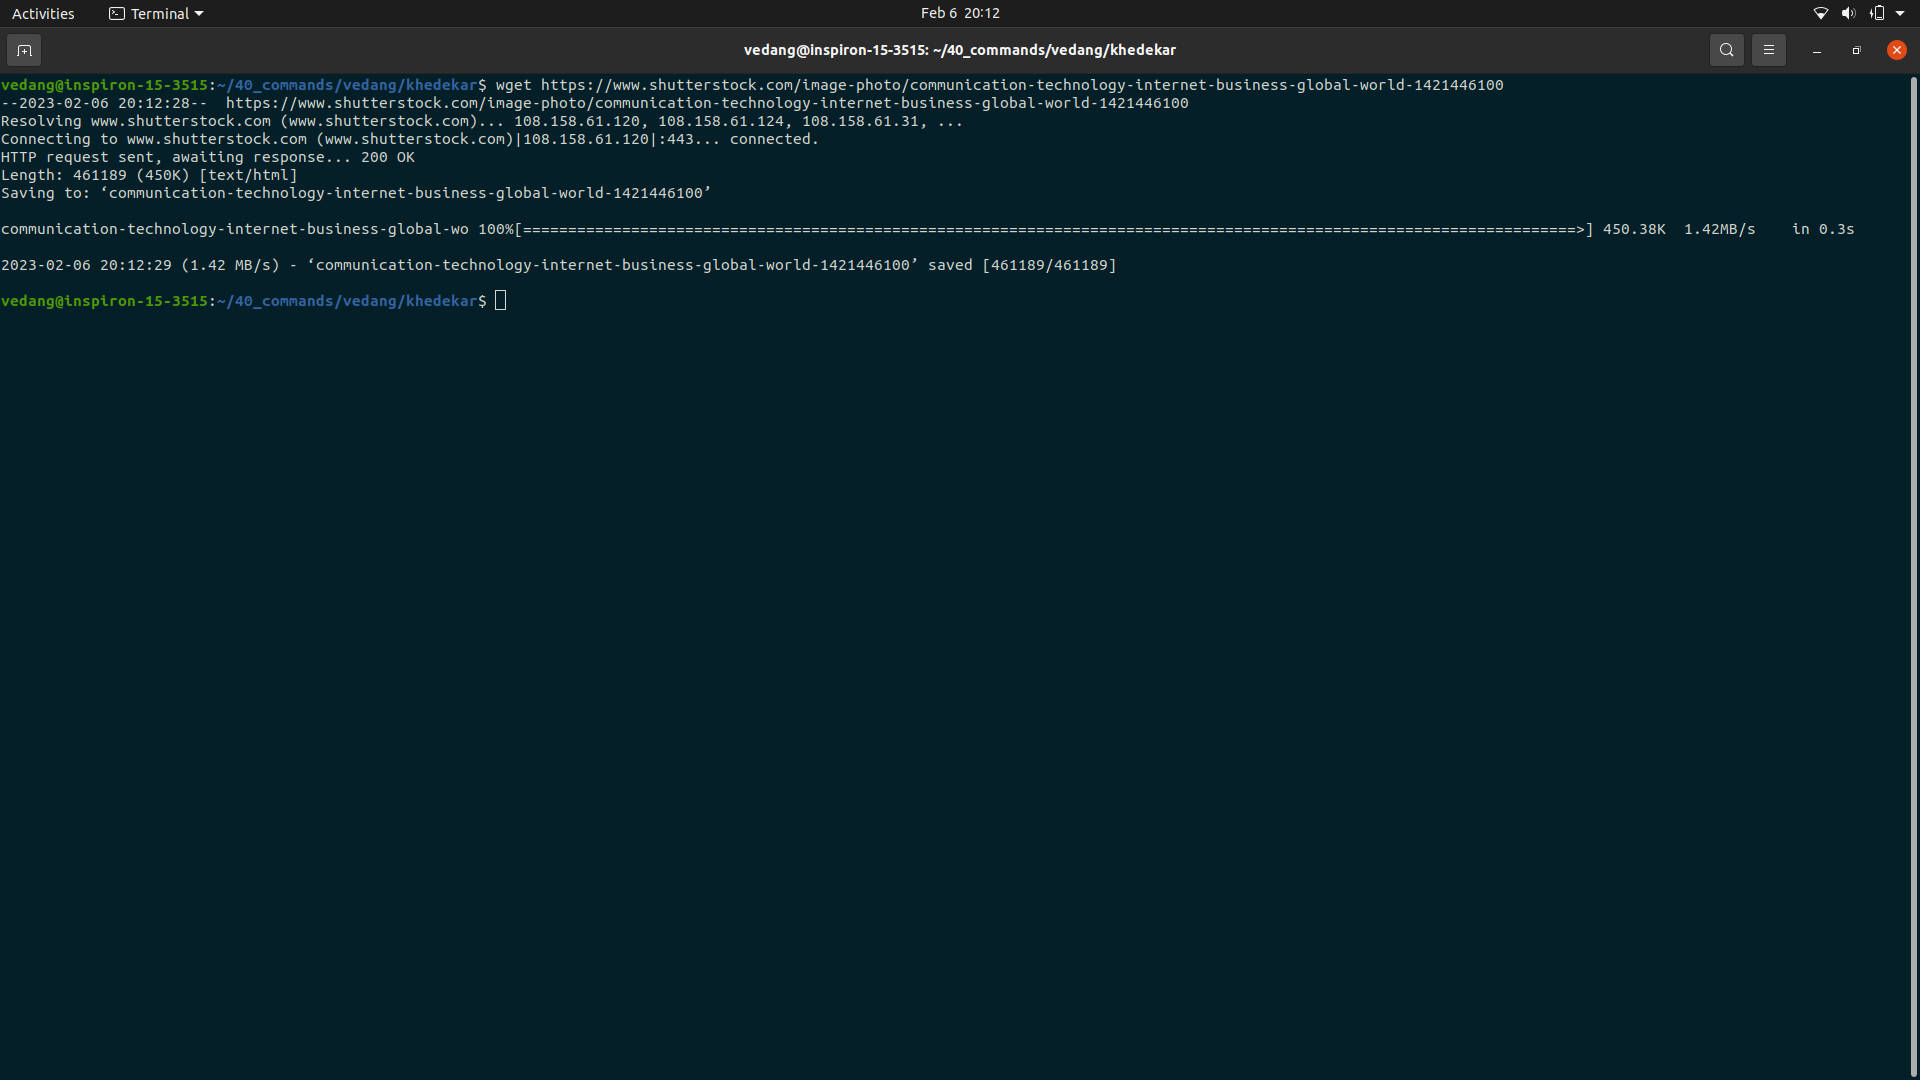 Activities Terminal Feb 6 20:12
vedang@inspiron-15-3515: ~/40_commands/vedang/khedekar
vedang@inspiron-15-3515:~/40_commands/vedang/khedekar$ wget https://www.shutterstock.com/image-photo/communication-technology-internet-business-global-world-1421446100
--2023-02-06 20:12:28--  https://www.shutterstock.com/image-photo/communication-technology-internet-business-global-world-1421446100
Resolving www.shutterstock.com (www.shutterstock.com)... 108.158.61.120, 108.158.61.124, 108.158.61.31, ...
Connecting to www.shutterstock.com (www.shutterstock.com)|108.158.61.120|:443... connected.
HTTP request sent, awaiting response... 200 OK
Length: 461189 (450K) [text/html]
Saving to: ‘communication-technology-internet-business-global-world-1421446100’
communication-technology-internet-business-global-wo 100%[=====================================================================================================================>] 450.38K  1.42MB/s    in 0.3s
2023-02-06 20:12:29 (1.42 MB/s) - ‘communication-technology-internet-business-global-world-1421446100’ saved [461189/461189]
vedang@inspiron-15-3515:~/40_commands/vedang/khedekar$